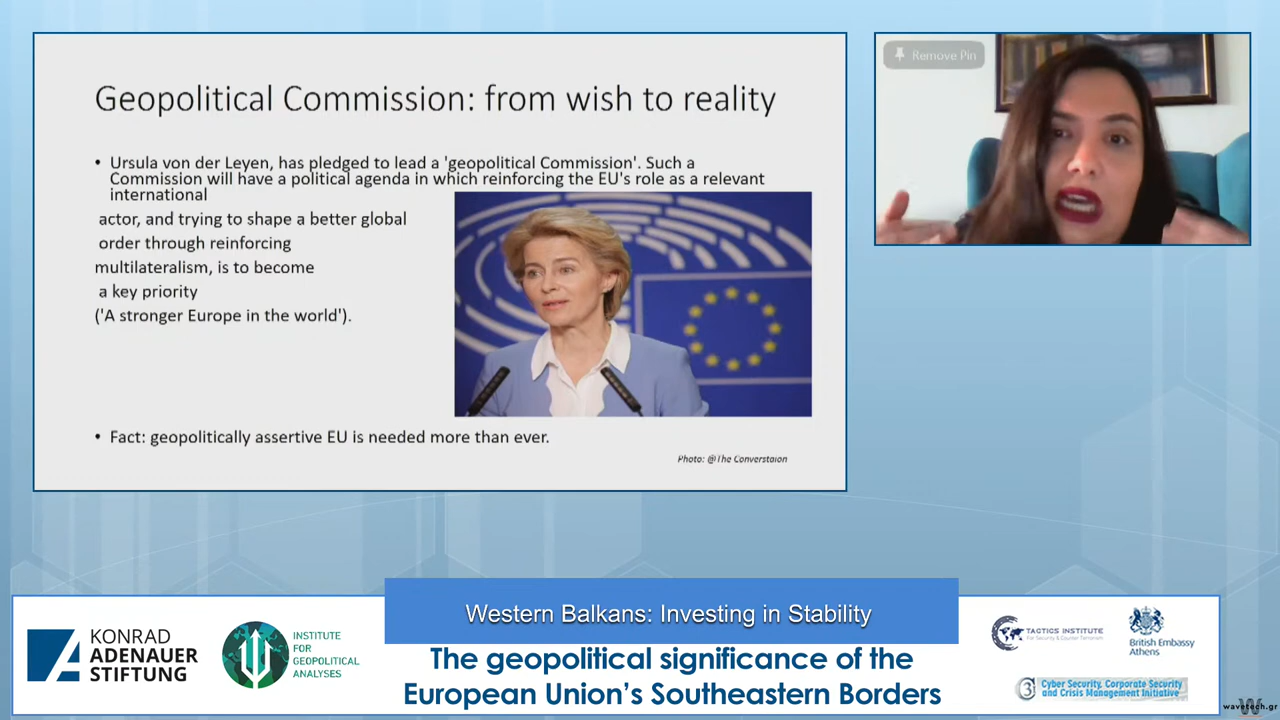 Geopolitical Commission: from wish to reality
• Ursula von der Leyen, has pledged to lead a 'geopolitical Commission'. Such a
Commission will have a political agenda in which reinforcing the EU's role as a relevant
international
actor, and trying to shape a better global
order through reinforcing
multilateralism, is to become
a key priority
('A stronger Europe in the world').
• Fact: geopolitically assertive EU is needed more than ever.
Photo: @The Converstaion
Remove Pin
Western Balkans: Investing in Stability
The geopolitical significance of the
European Union's Southeastern Borders
KONRAD
ADENAUER
STIFTUNG
INSTITUTE
FOR
GEOPOLITICAL
ANALYSES
TACTICS INSTITUTE
For Security & Counter Terrorism
British Embassy
Athens
3
Cyber Security, Corporate Security
and Crisis Management Initiative
wavetech.gr